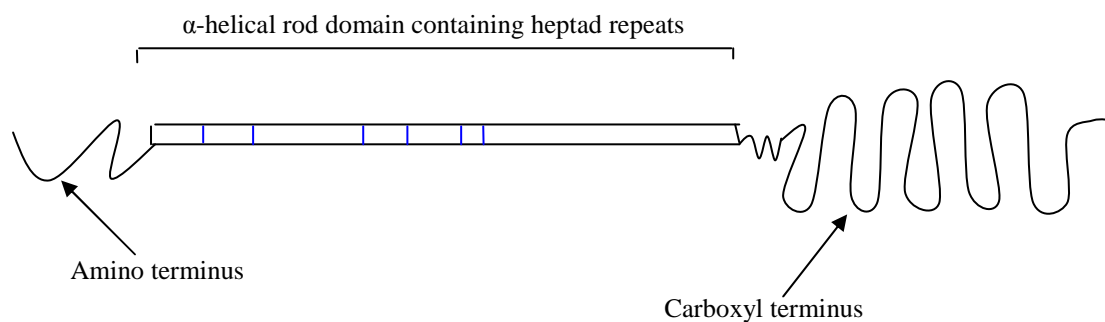 α-helical rod domain containing heptad repeats
Amino terminus
Carboxyl terminus